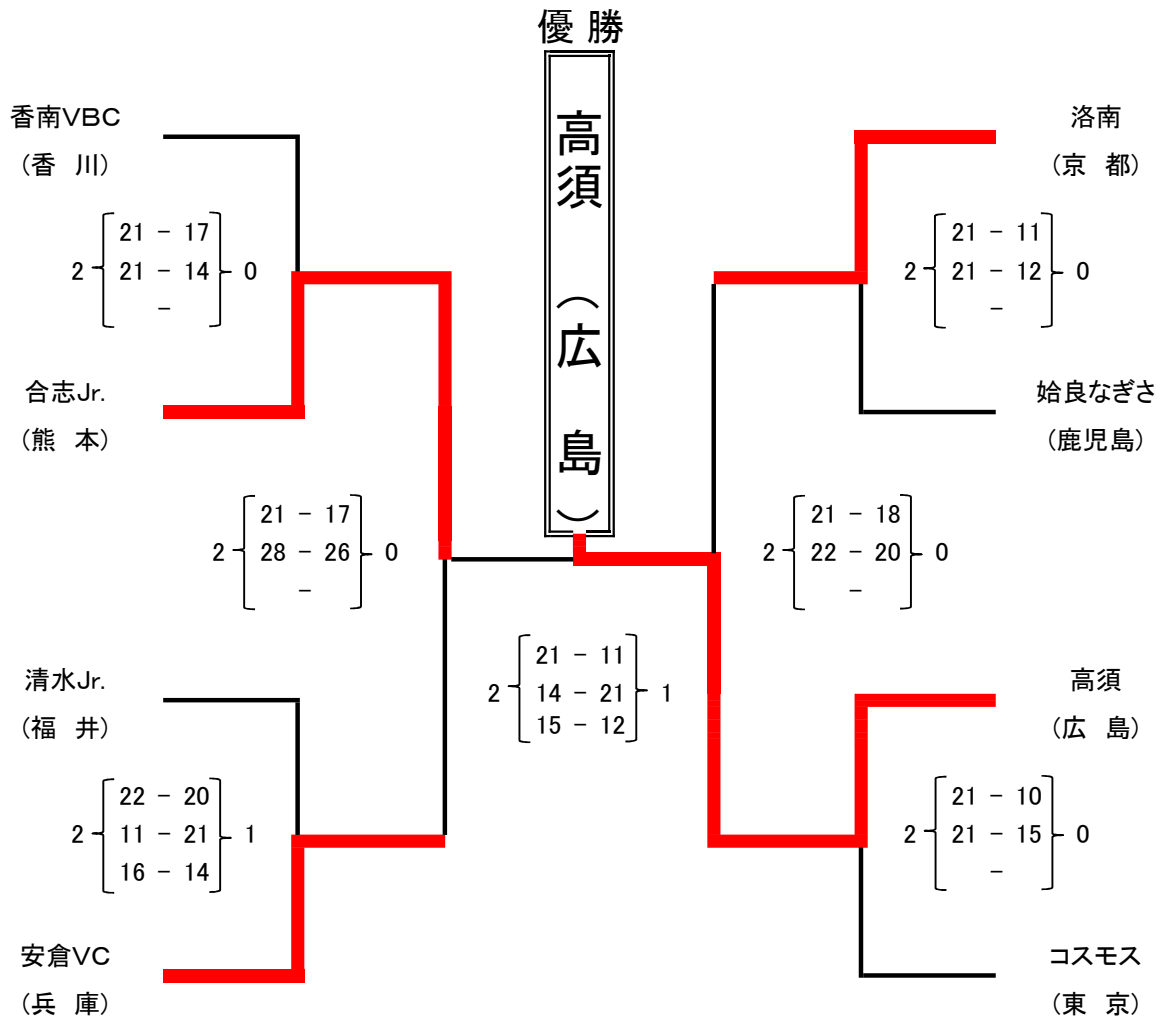 優勝
高須（広島）
香南VBC
（香 川）
2 21 - 17 0
21 - 14
-
合志Jr.
（熊 本）
2 21 - 17 0
28 - 26
-
清水Jr.
（福 井）
2 22 - 20 1
11 - 21
16 - 14
安倉VC
（兵 庫）
2 21 - 11 1
14 - 21
15 - 12
洛南
（京 都）
2 21 - 11 0
21 - 12
-
姶良なぎさ
（鹿児島）
2 21 - 18 0
22 - 20
-
高須
（広 島）
2 21 - 10 0
21 - 15
-
コスモス
（東 京）